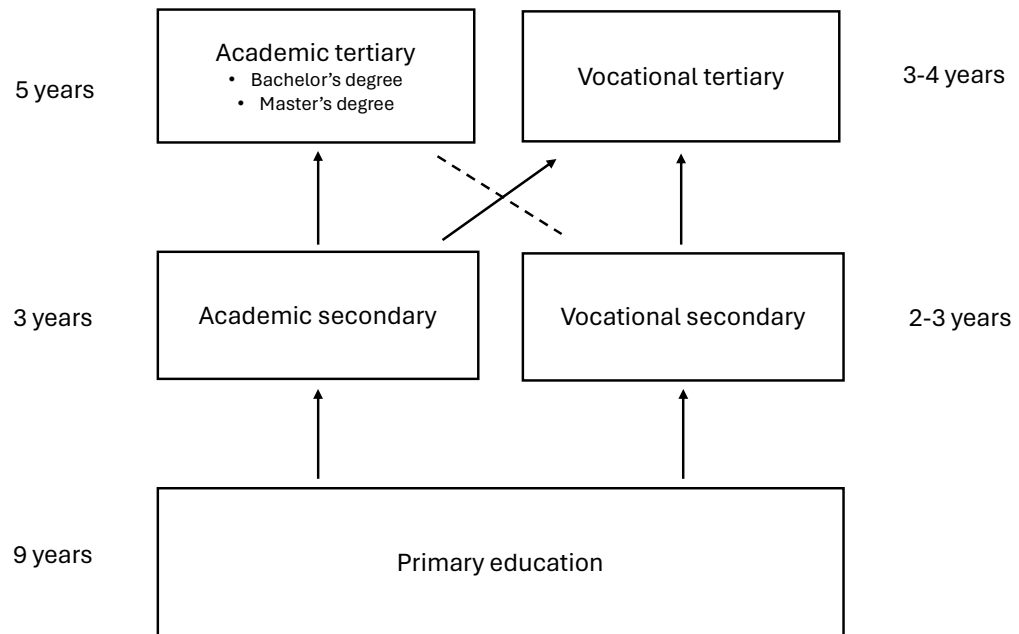 Academic tertiary
• Bachelor's degree
• Master's degree
Vocational tertiary
5 years
3-4 years
Academic secondary
Vocational secondary
3 years
2-3 years
9 years
Primary education